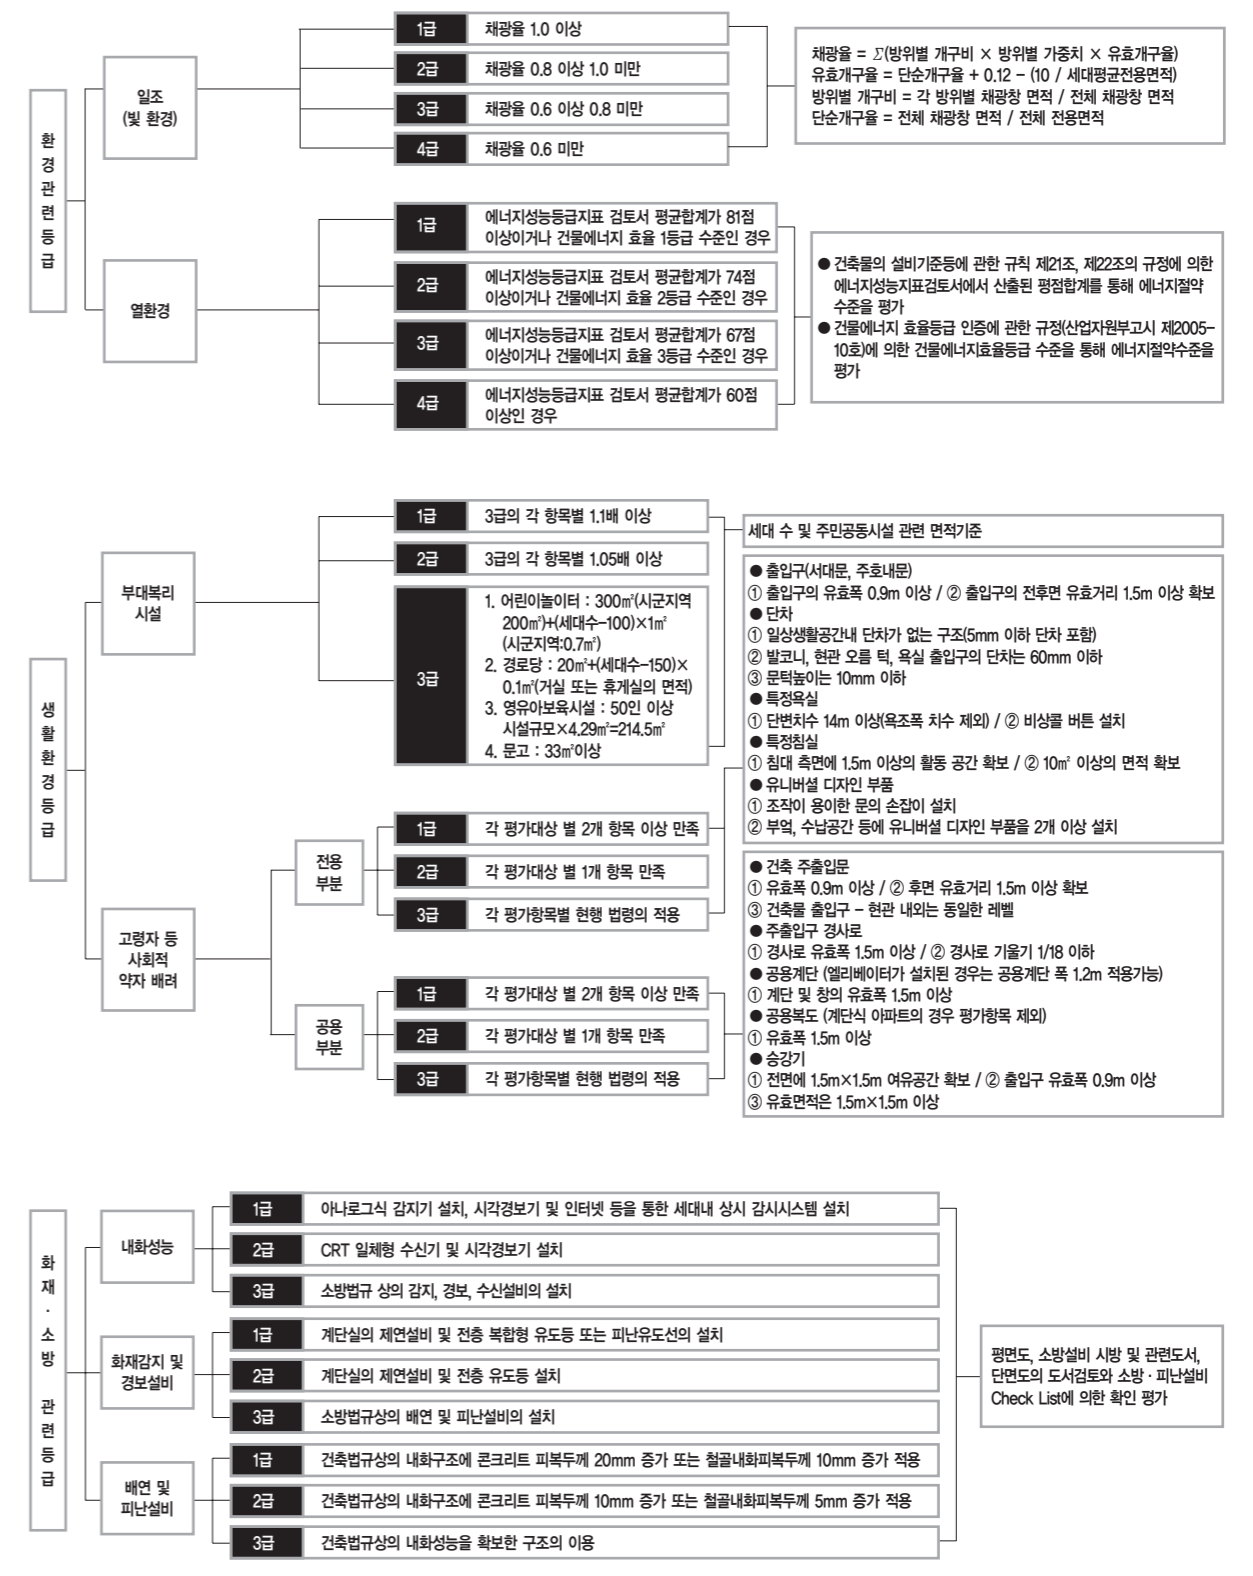 환경관련등급
일조
(빛 환경)
1급
채광율 1.0 이상
2급
채광율 0.8 이상 1.0 미만
3급
채광율 0.6 이상 0.8 미만
4급
채광율 0.6 미만
채광율 = Σ(방위별 개구비 × 방위별 가중치 × 유효개구율)
유효개구율 = 단순개구율 + 0.12 - (10 / 세대평균전용면적)
방위별 개구비 = 각 방위별 채광창 면적 / 전체 채광창 면적
단순개구율 = 전체 채광창 면적 / 전체 전용면적
열환경
1급
에너지성능등급지표 검토서 평균합계가 81점
이상이거나 건물에너지 효율 1등급 수준인 경우
2급
에너지성능등급지표 검토서 평균합계가 74점
이상이거나 건물에너지 효율 2등급 수준인 경우
3급
에너지성능등급지표 검토서 평균합계가 67점
이상이거나 건물에너지 효율 3등급 수준인 경우
4급
에너지성능등급지표 검토서 평균합계가 60점
이상인 경우
● 건축물의 설비기준등에 관한 규칙 제21조, 제22조의 규정에 의한
에너지성능지표검토서에서 산출된 평점합계를 통해 에너지절약
수준을 평가
● 건물에너지 효율등급 인증에 관한 규정(산업자원부고시 제2005-
10호)에 의한 건물에너지효율등급 수준을 통해 에너지절약수준을
평가
생활환경등급
부대복리
시설
1급
3급의 각 항목별 1.1배 이상
2급
3급의 각 항목별 1.05배 이상
3급
1. 어린이놀이터 : 300㎡(시군지역
200㎡)+(세대수-100)×1㎡
(시군지역:0.7㎡)
2. 경로당 : 20㎡+(세대수-150)×
0.1㎡(거실 또는 휴게실의 면적)
3. 영유아보육시설 : 50인 이상
시설규모×4.29㎡=214.5㎡
4. 문고 : 33㎡이상
세대 수 및 주민공동시설 관련 면적기준
고령자 등
사회적
약자 배려
전용
부분
1급
각 평가대상 별 2개 항목 이상 만족
2급
각 평가대상 별 1개 항목 만족
3급
각 평가항목별 현행 법령의 적용
● 출입구(서대문, 주호내문)
① 출입구의 유효폭 0.9m 이상 / ② 출입구의 전후면 유효거리 1.5m 이상 확보
● 단차
① 일상생활공간내 단차가 없는 구조(5mm 이하 단차 포함)
② 발코니, 현관 오름 턱, 욕실 출입구의 단차는 60mm 이하
③ 문턱높이는 10mm 이하
● 특정욕실
① 단변치수 14m 이상(욕조폭 치수 제외) / ② 비상콜 버튼 설치
● 특정침실
① 침대 측면에 1.5m 이상의 활동 공간 확보 / ② 10㎡ 이상의 면적 확보
● 유니버셜 디자인 부품
① 조작이 용이한 문의 손잡이 설치
② 부엌, 수납공간 등에 유니버셜 디자인 부품을 2개 이상 설치
공용
부분
1급
각 평가대상 별 2개 항목 이상 만족
2급
각 평가대상 별 1개 항목 만족
3급
각 평가항목별 현행 법령의 적용
● 건축 주출입문
① 유효폭 0.9m 이상 / ② 후면 유효거리 1.5m 이상 확보
③ 건축물 출입구 - 현관 내외는 동일한 레벨
● 주출입구 경사로
① 경사로 유효폭 1.5m 이상 / ② 경사로 기울기 1/18 이하
● 공용계단 (엘리베이터가 설치된 경우는 공용계단 폭 1.2m 적용가능)
① 계단 및 창의 유효폭 1.5m 이상
● 공용복도 (계단식 아파트의 경우 평가항목 제외)
① 유효폭 1.5m 이상
● 승강기
① 전면에 1.5m×1.5m 여유공간 확보 / ② 출입구 유효폭 0.9m 이상
③ 유효면적은 1.5m×1.5m 이상
화재·소방 관련등급
내화성능
1급
아나로그식 감지기 설치, 시각경보기 및 인터넷 등을 통한 세대내 상시 감시시스템 설치
2급
CRT 일체형 수신기 및 시각경보기 설치
3급
소방법규 상의 감지, 경보, 수신설비의 설치
화재감지 및
경보설비
1급
계단실의 제연설비 및 전층 복합형 유도등 또는 피난유도선의 설치
2급
계단실의 제연설비 및 전층 유도등 설치
3급
소방법규상의 배연 및 피난설비의 설치
배연 및
피난설비
1급
건축법규상의 내화구조에 콘크리트 피복두께 20mm 증가 또는 철골내화피복두께 10mm 증가 적용
2급
건축법규상의 내화구조에 콘크리트 피복두께 10mm 증가 또는 철골내화피복두께 5mm 증가 적용
3급
건축법규상의 내화성능을 확보한 구조의 이용
평면도, 소방설비 시방 및 관련도서,
단면도의 도서검토와 소방·피난설비
Check List에 의한 확인 평가